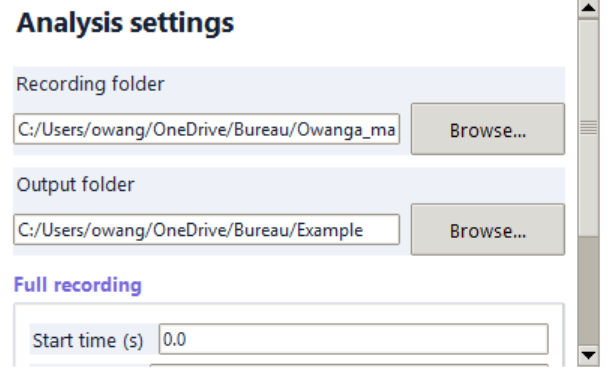 Analysis settings
Recording folder
C:/Users/owang/OneDrive/Bureau/Owanga_ma
Browse...
Output folder
C:/Users/owang/OneDrive/Bureau/Example
Browse...
Full recording
Start time (s)
0.0